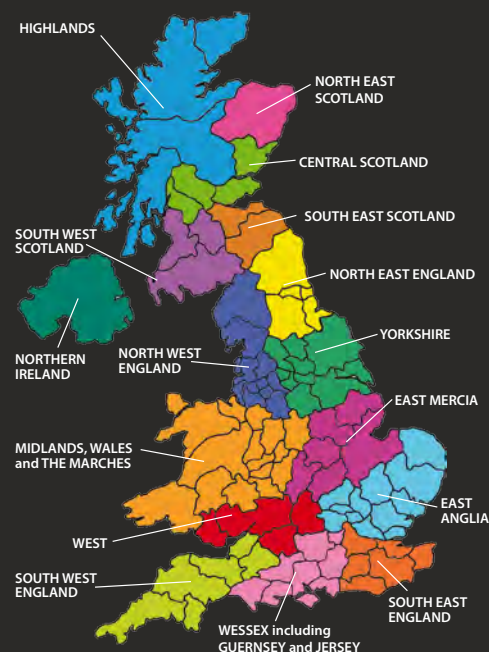 HIGHLANDS
NORTH EAST
SCOTLAND
CENTRAL SCOTLAND
SOUTH EAST SCOTLAND
SOUTH WEST
SCOTLAND
NORTH EAST ENGLAND
YORKSHIRE
NORTHERN
IRELAND
NORTH WEST
ENGLAND
EAST MERCIA
MIDLANDS, WALES
and THE MARCHES
EAST
ANGLIA
WEST
SOUTH WEST
ENGLAND
SOUTH EAST
ENGLAND
WESSEX including
GUERNSEY and JERSEY